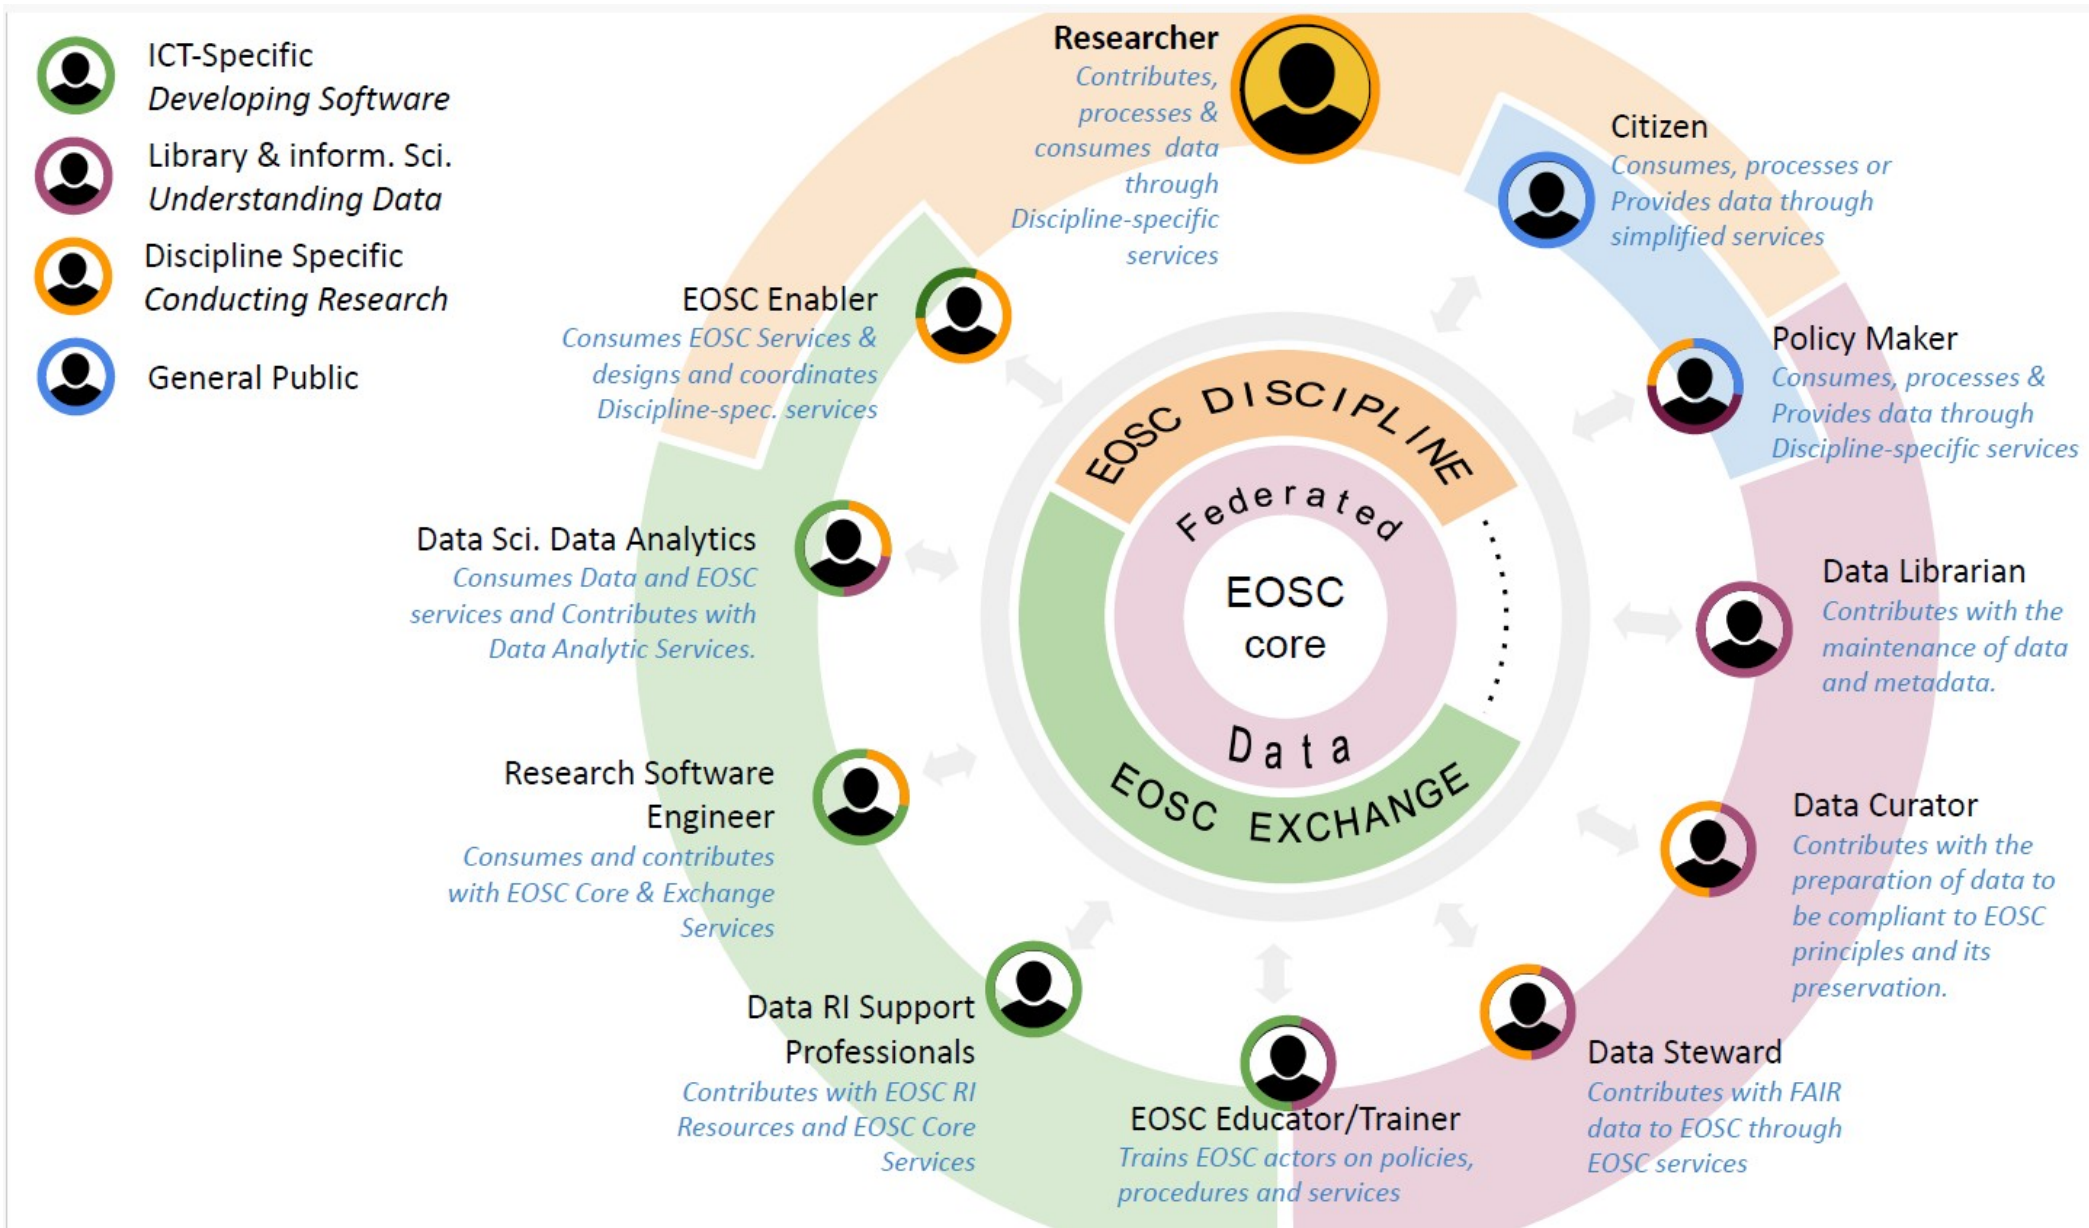 ICT-Specific
Developing Software
Library & inform. Sci.
Understanding Data
Discipline Specific
Conducting Research
General Public
Researcher
Contributes,
processes &
consumes data
through
Discipline-specific
services
Citizen
Consumes, processes or
Provides data through
simplified services
EOSC Enabler
Consumes EOSC Services &
designs and coordinates
Discipline-spec. services
Policy Maker
Consumes, processes &
Provides data through
Discipline-specific services
Data Sci. Data Analytics
Consumes Data and EOSC
services and Contributes with
Data Analytic Services.
EOSC DISCIPLINE
Federated
EOSC
core
Data
EOSC EXCHANGE
Data Librarian
Contributes with the
maintenance of data
and metadata.
Research Software
Engineer
Consumes and contributes
with EOSC Core & Exchange
Services
Data Curator
Contributes with the
preparation of data to
be compliant to EOSC
principles and its
preservation.
Data RI Support
Professionals
Contributes with EOSC RI
Resources and EOSC Core
Services
EOSC Educator/Trainer
Trains EOSC actors on policies,
procedures and services
Data Steward
Contributes with FAIR
data to EOSC through
EOSC services